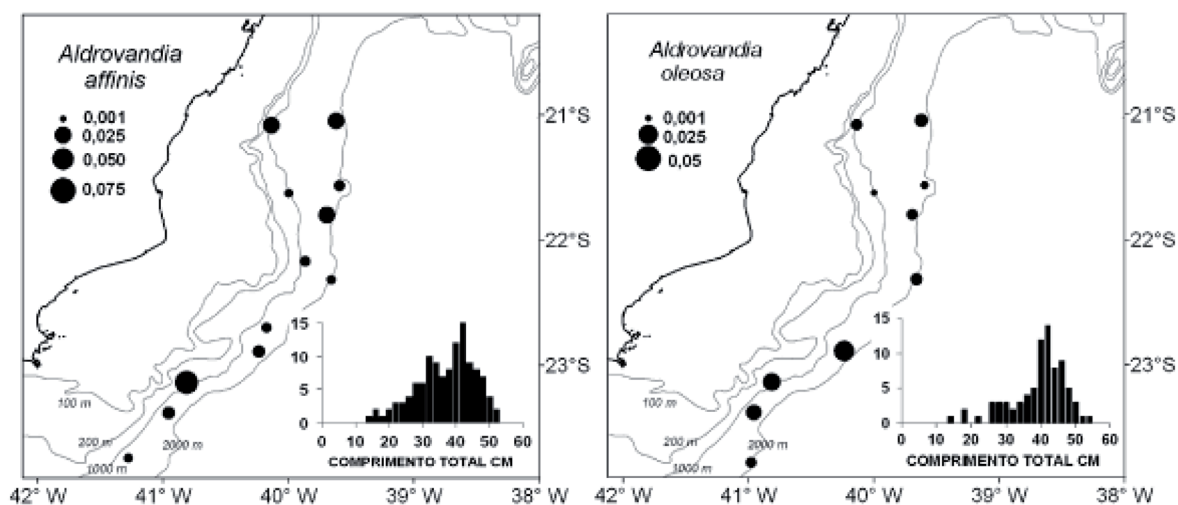 Aldrovandia
affinis
0,001
0,025
0,050
0,075
21°S
22°S
23°S
100 m
200 m
1000 m
2000 m
15
10
5
0
0 10 20 30 40 50 60
COMPRIMENTO TOTAL CM
42° W 41° W 40° W 39° W 38° W
Aldrovandia
oleosa
0,001
0,025
0,05
21°S
22°S
23°S
100 m
200 m
1000 m
2000 m
15
10
5
0
0 10 20 30 40 50 60
COMPRIMENTO TOTAL CM
42° W 41° W 40° W 39° W 38° W